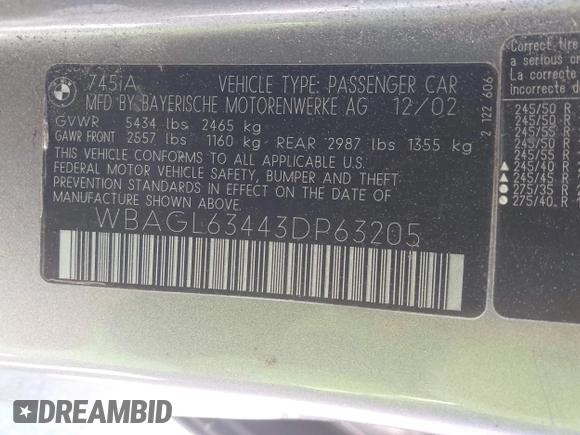 BMW
745iA VEHICLE TYPE: PASSENGER CAR
MFD BY BAYERISCHE MOTORENWERKE AG 12/02
GVWR 5434 lbs 2465 kg
GAWR FRONT 2557 lbs 1160 kg, REAR 2987 lbs 1355 kg
THIS VEHICLE CONFORMS TO ALL APPLICABLE U.S.
FEDERAL MOTOR VEHICLE SAFETY, BUMPER AND THEFT
PREVENTION STANDARDS IN EFFECT ON THE DATE OF
MANUFACTURE SHOWN ABOVE.
WBAGL63443DP63205
2 122 606
Correct tire
a serious cr
La correcte
Incorrecte
245/50 R
245/50 R
245/55 R
245/50 R
245/55 R
245/40 R
245/45 R
275/35 R
275/40 R
DREAMBID